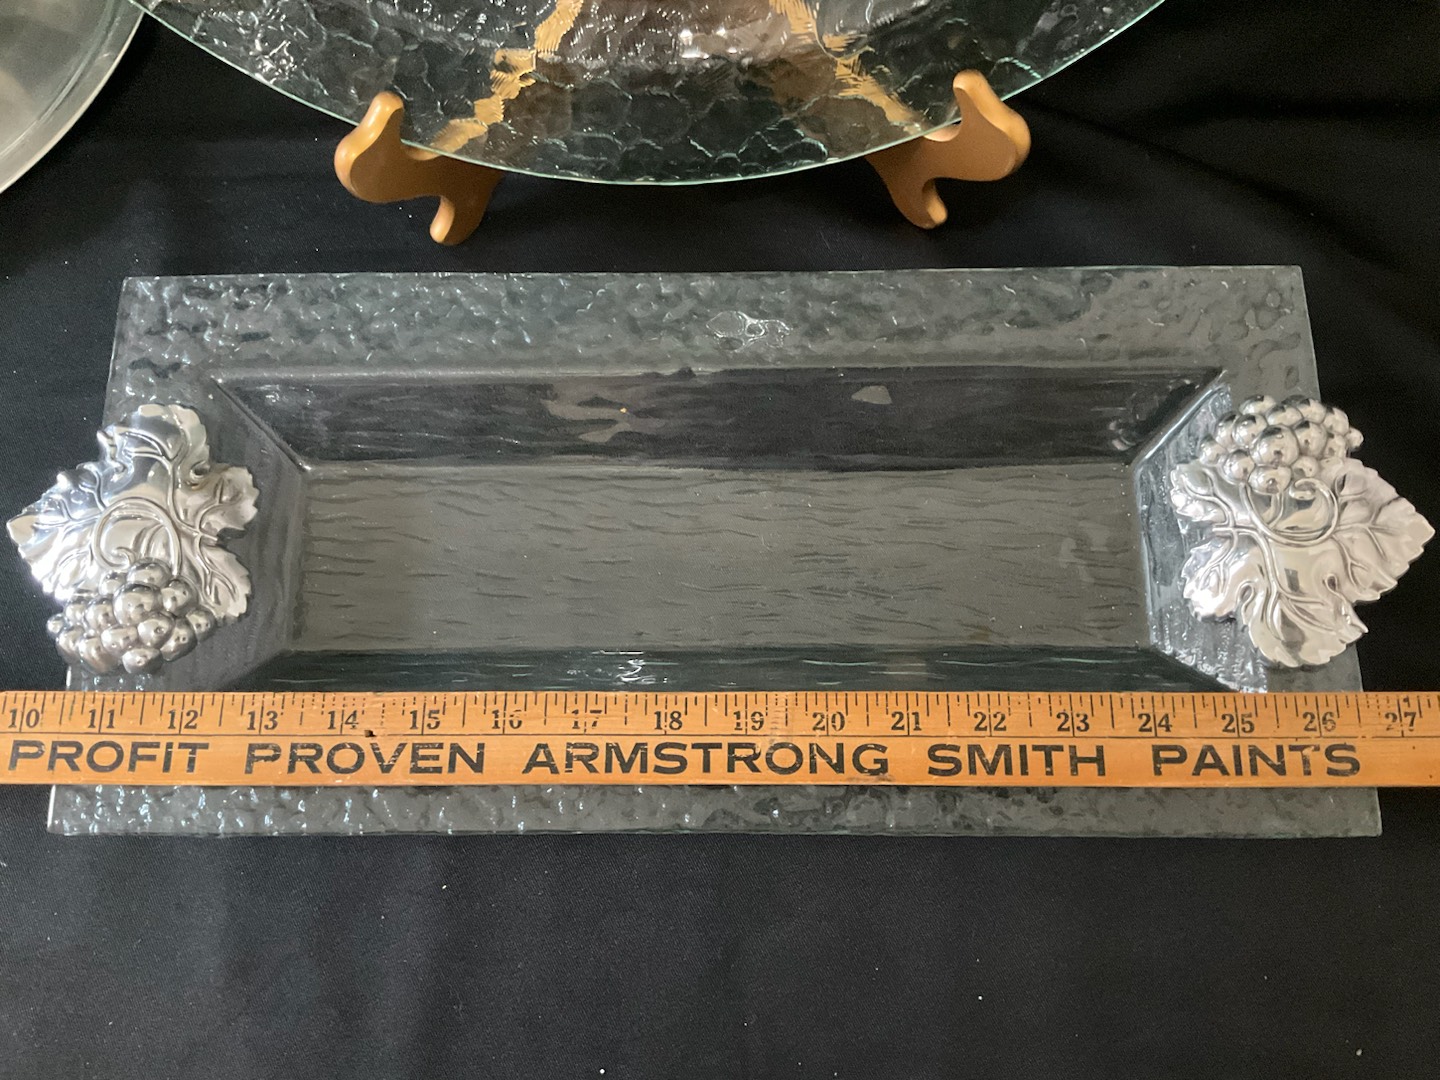 10 11 12 13 14 15 16 17 18 19 20 21 22 23 24 25 26 27
PROFIT PROVEN ARMSTRONG SMITH PAINTS